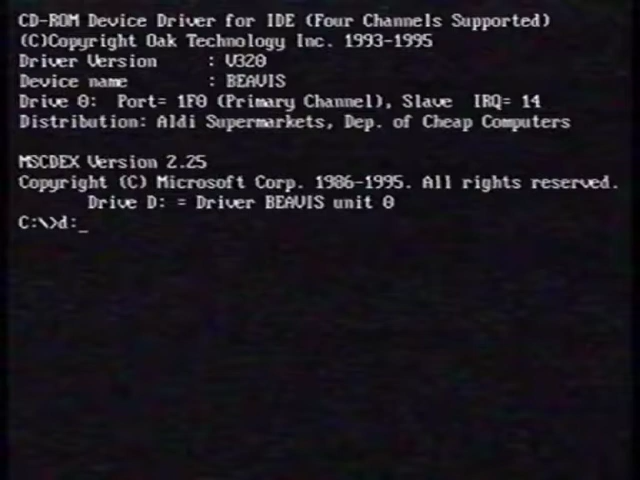 CD-ROM Device Driver for IDE (Four Channels Supported)
(C)Copyright Oak Technology Inc. 1993-1995
Driver Version : V320
Device name : BEAVIS
Drive 0: Port= 1F0 (Primary Channel), Slave IRQ= 14
Distribution: Aldi Supermarkets, Dep. of Cheap Computers
MSCDEX Version 2.25
Copyright (C) Microsoft Corp. 1986-1995. All rights reserved.
Drive D: = Driver BEAVIS unit 0
C:\>d:_